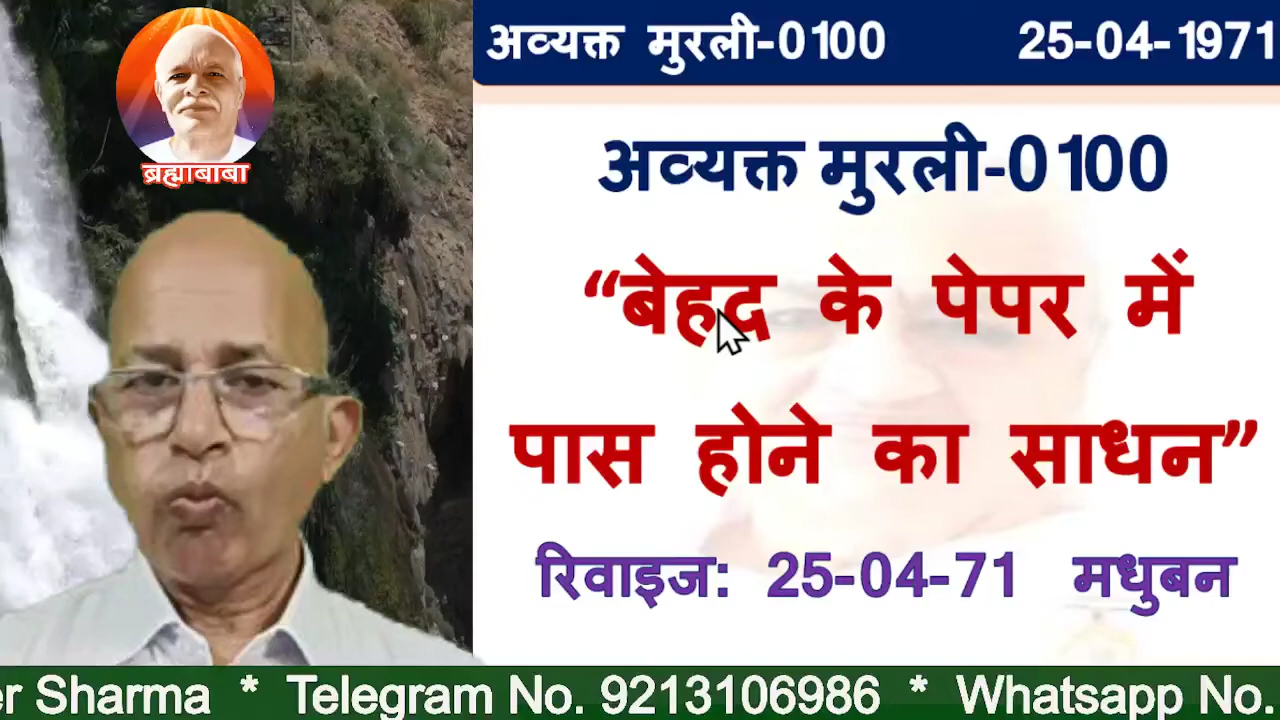 अव्यक्त मुरली-0100 25-04-1971
ब्रह्माबाबा
अव्यक्त मुरली-0100
“बेहद के पेपर में
पास होने का साधन”
रिवाइज: 25-04-71 मधुबन
er Sharma * Telegram No. 9213106986 * Whatsapp No.